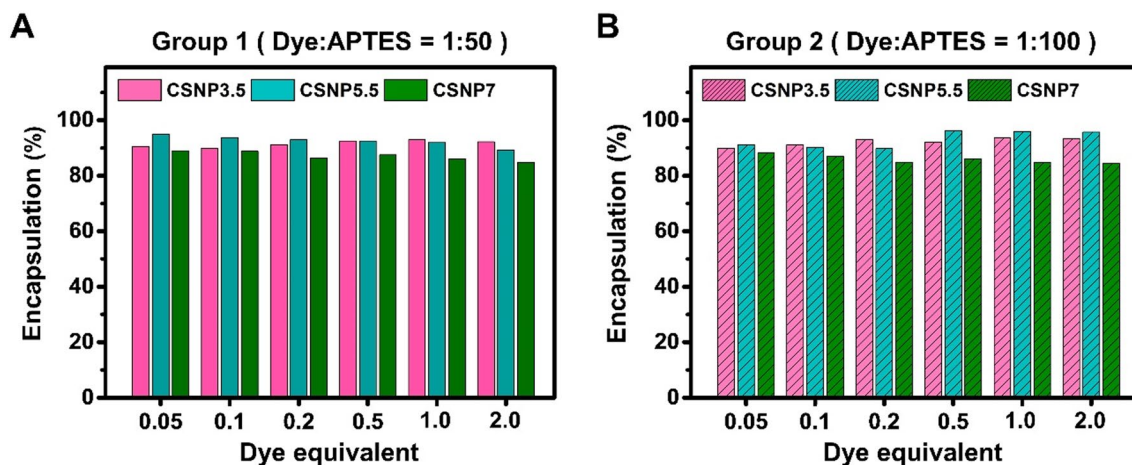 A
Group 1 ( Dye:APTES = 1:50 )
CSNP3.5 CSNP5.5 CSNP7
Encapsulation (%)
100
80
60
40
20
0
0.05 0.1 0.2 0.5 1.0 2.0
Dye equivalent
B
Group 2 ( Dye:APTES = 1:100 )
CSNP3.5 CSNP5.5 CSNP7
Encapsulation (%)
100
80
60
40
20
0
0.05 0.1 0.2 0.5 1.0 2.0
Dye equivalent